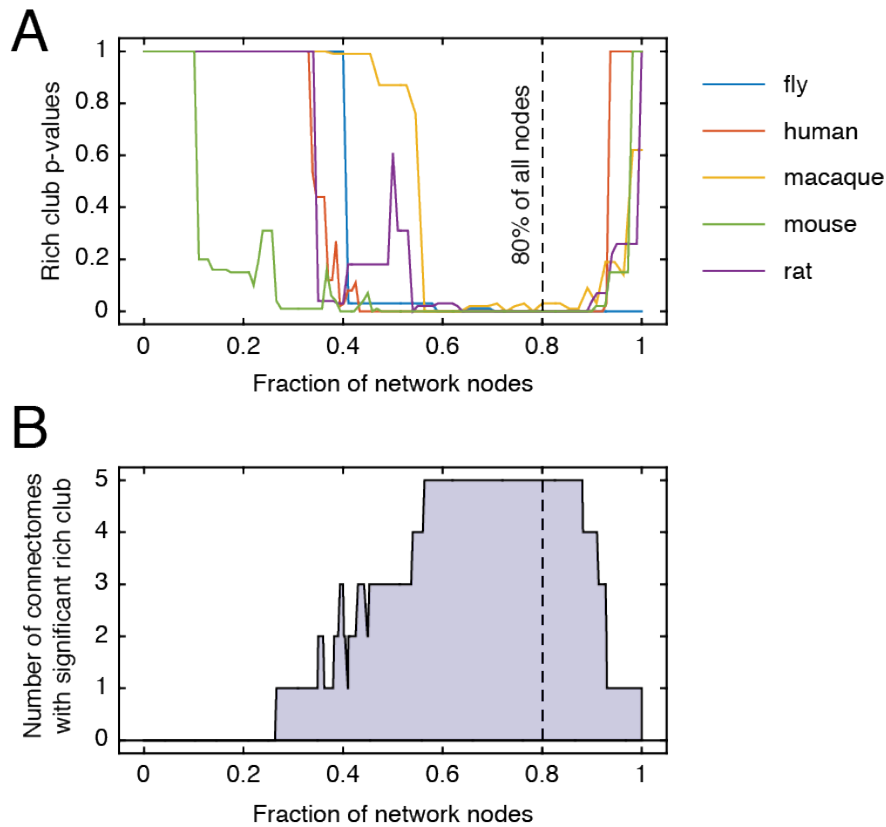 A
Rich club p-values
1
0.8
0.6
0.4
0.2
0
80% of all nodes
0 0.2 0.4 0.6 0.8 1
Fraction of network nodes
fly
human
macaque
mouse
rat
B
Number of connectomes
with significant rich club
5
4
3
2
1
0
0 0.2 0.4 0.6 0.8 1
Fraction of network nodes